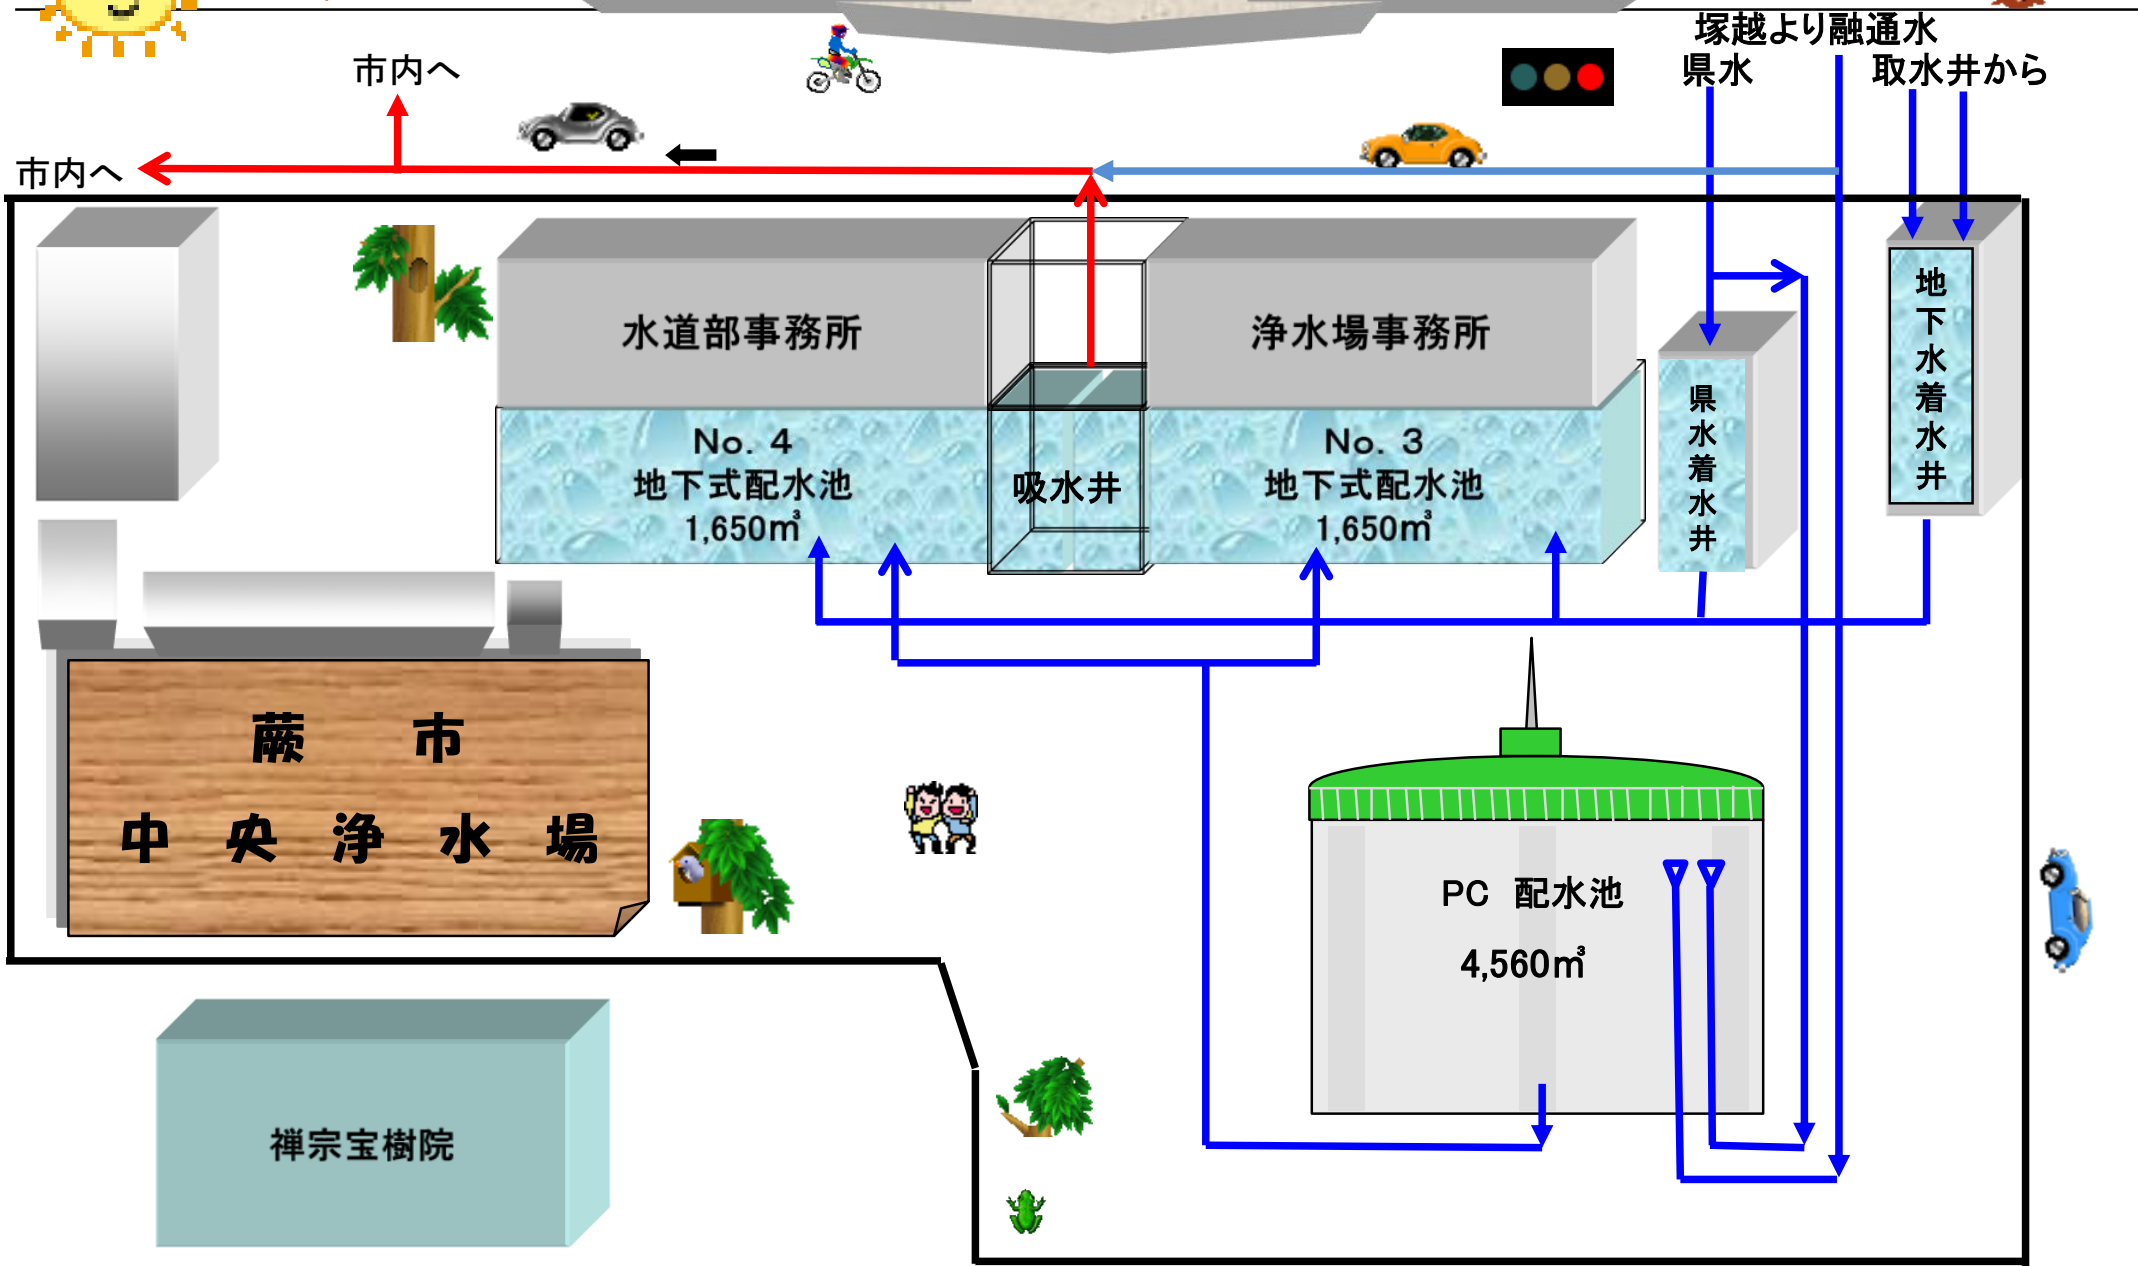 塚越より融通水
市内へ
県水
取水井から
市内へ
水道部事務所
浄水場事務所
地下水着水井
県水着水井
No. 4
地下式配水池
1,650㎥
吸水井
No. 3
地下式配水池
1,650㎥
蕨 市
中 央 浄 水 場
PC 配水池
4,560㎥
禅宗宝樹院